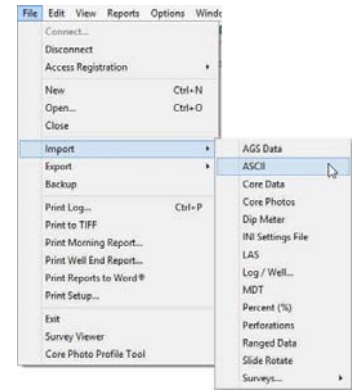 File Edit View Reports Options Windo
Connect...
Disconnect
Access Registration
New Ctrl+N
Open... Ctrl+O
Close
Import
Export
Backup
Print Log... Ctrl+P
Print to TIFF
Print Morning Report...
Print Well End Report...
Print Reports to Word®
Print Setup...
Exit
Survey Viewer
Core Photo Profile Tool
AGS Data
ASCII
Core Data
Core Photos
Dip Meter
INI Settings File
LAS
Log / Well...
MDT
Percent (%)
Perforations
Ranged Data
Slide Rotate
Surveys...